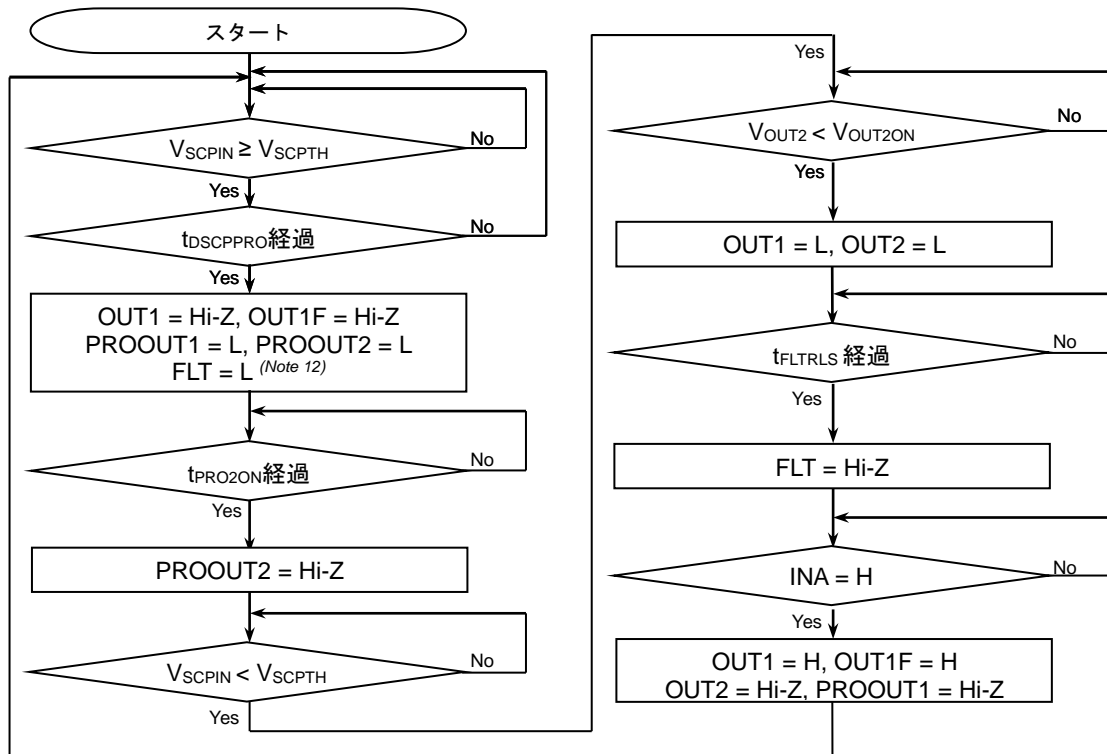 スタート
VSCPIN ≥ VSCPTH
No
Yes
tDSCPPRO経過
No
Yes
OUT1 = Hi-Z, OUT1F = Hi-Z
PROOUT1 = L, PROOUT2 = L
FLT = L (Note 12)
tPRO2ON経過
No
Yes
PROOUT2 = Hi-Z
VSCPIN < VSCPTH
No
Yes
Yes
VOUT2 < VOUT2ON
No
Yes
OUT1 = L, OUT2 = L
tFLTRLS 経過
No
Yes
FLT = Hi-Z
INA = H
No
Yes
OUT1 = H, OUT1F = H
OUT2 = Hi-Z, PROOUT1 = Hi-Z